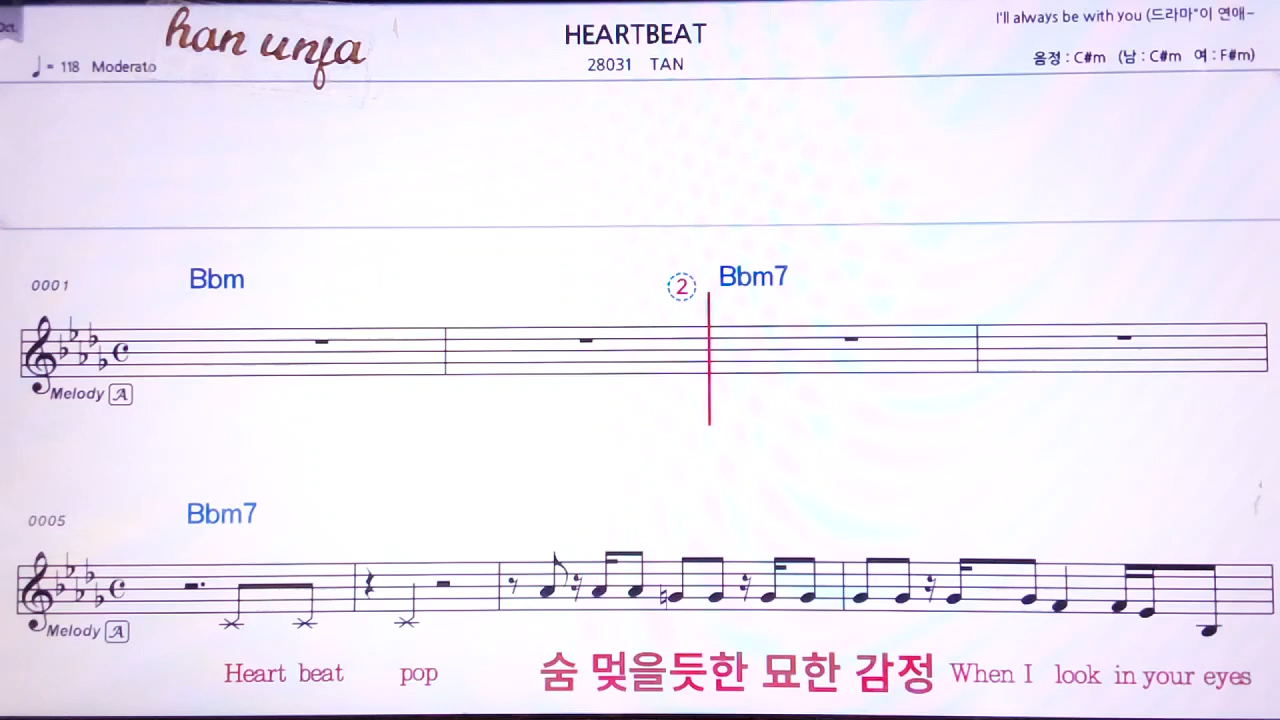 Oct.
han unfa
♩= 118 Moderato
HEARTBEAT
28031 TAN
I'll always be with you (드라마"이 연애~
음정 : C#m (남 : C#m 여 : F#m)
0001
Bbm
2
Bbm7
Melody A
0005
Bbm7
Melody A
Heart beat pop 숨 멎을듯한 묘한 감정 When I look in your eyes